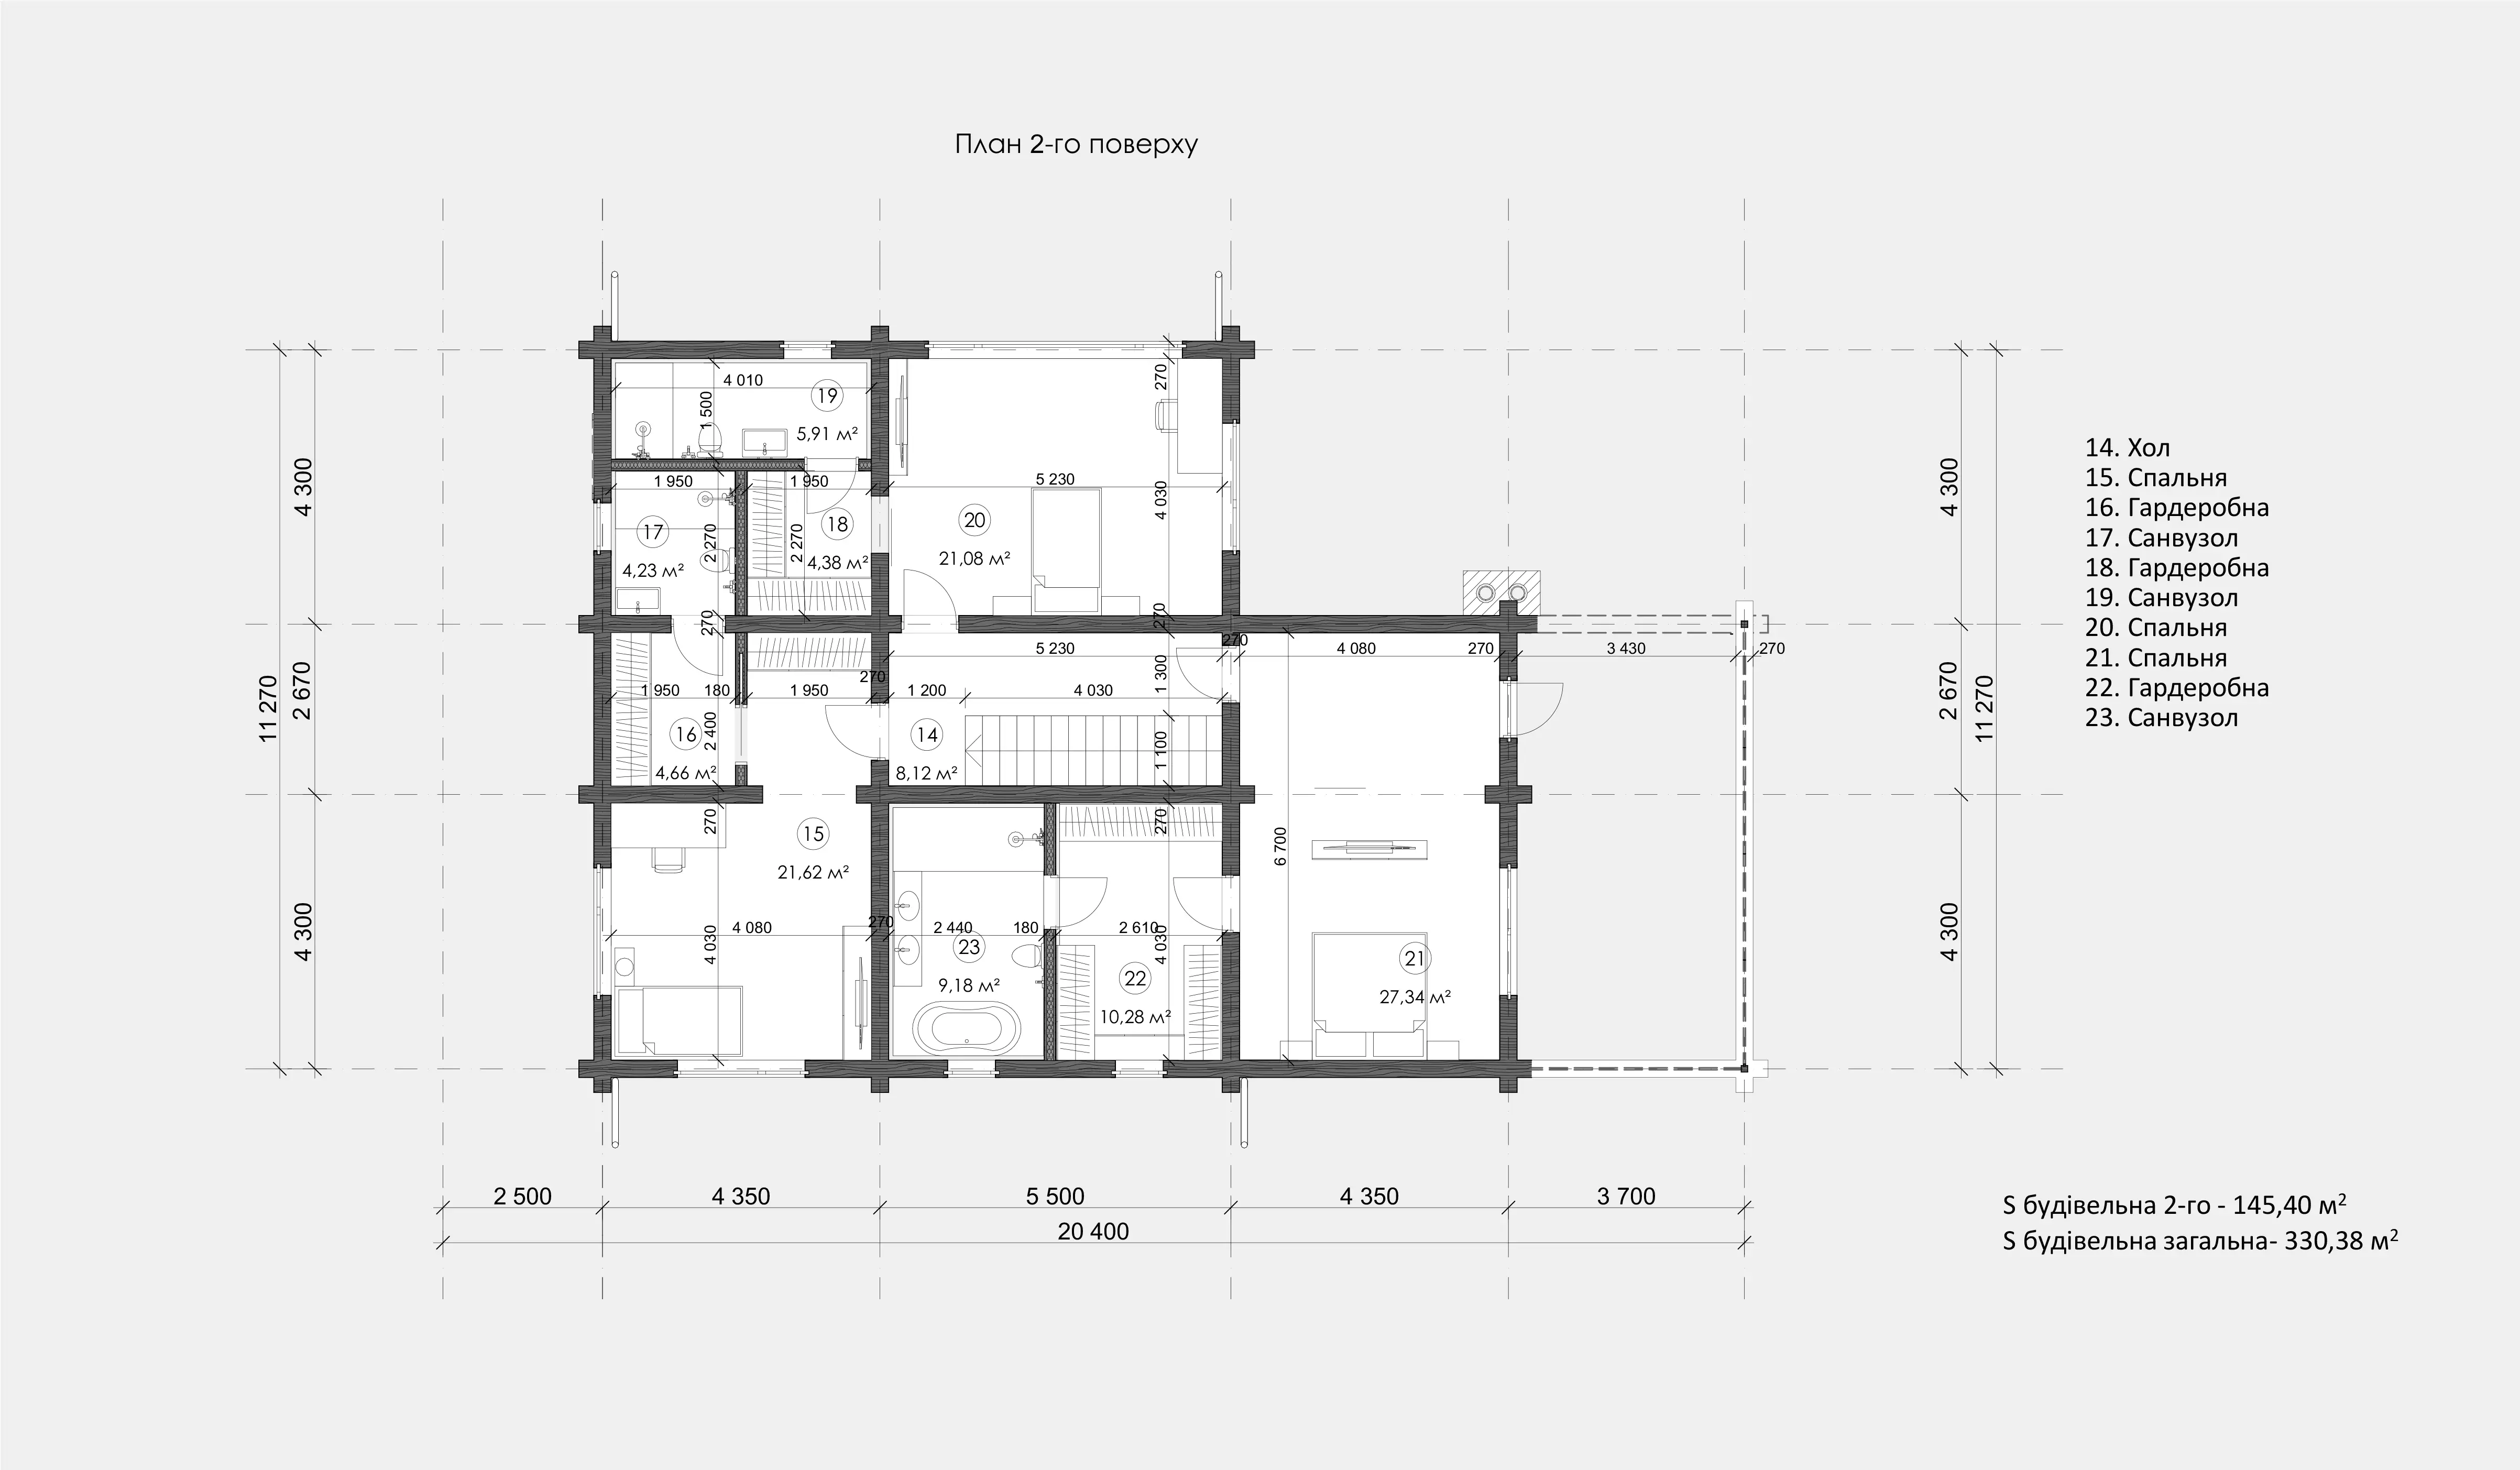 План 2-го поверху
4 010
19
1 500
5,91 м²
270
1 950
1 950
5 230
4 030
17
2 270
4,23 м²
18
2 270
4,38 м²
20
21,08 м²
270
270
270
5 230
4 080
270
3 430
270
1 300
270
1 950
180
1 950
1 200
4 030
16
2 400
4,66 м²
14
8,12 м²
1 100
270
15
21,62 м²
270
6 700
4 080
270
4 030
2 440
180
2 610
4 030
23
9,18 м²
22
10,28 м²
21
27,34 м²
11 270
4 300
2 670
4 300
4 300
2 670
4 300
11 270
14. Хол
15. Спальня
16. Гардеробна
17. Санвузол
18. Гардеробна
19. Санвузол
20. Спальня
21. Спальня
22. Гардеробна
23. Санвузол
2 500
4 350
5 500
4 350
3 700
20 400
S будівельна 2-го - 145,40 м²
S будівельна загальна- 330,38 м²